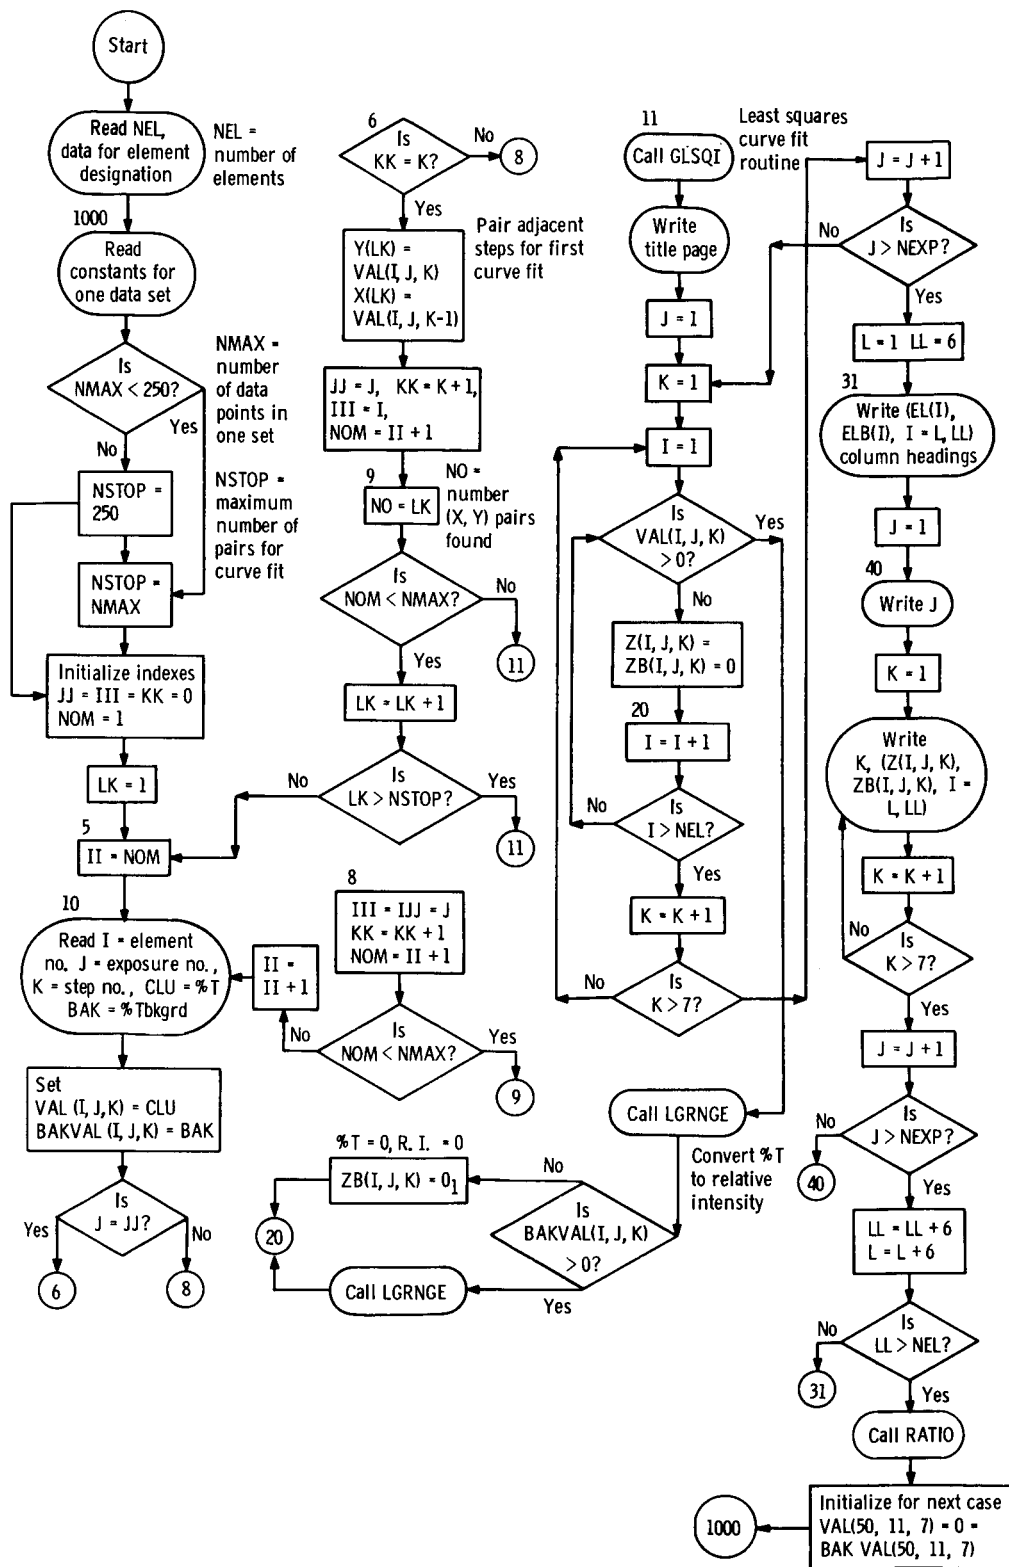 Start
Read NEL,
data for element
designation
NEL =
number of
elements
1000
Read
constants for
one data set
Is
NMAX < 250?
Yes
No
NMAX =
number
of data
points in
one set
NSTOP =
250
NSTOP =
maximum
number of
pairs for
curve fit
NSTOP =
NMAX
Initialize indexes
JJ = III = KK = 0
NOM = 1
LK = 1
5
II = NOM
10
Read I = element
no. J = exposure no.,
K = step no., CLU = %T
BAK = %Tbkgrd
Set
VAL (I, J,K) = CLU
BAKVAL (I, J,K) = BAK
Is
J = JJ?
Yes
No
6
8
6
Is
KK = K?
No
8
Yes
Pair adjacent
steps for first
curve fit
Y(LK) =
VAL(I, J, K)
X(LK) =
VAL(I, J, K-1)
JJ = J, KK = K + 1,
III = I,
NOM = II + 1
9
NO = LK
NO =
number
(X, Y) pairs
found
Is
NOM < NMAX?
No
11
Yes
LK = LK + 1
Is
LK > NSTOP?
No
Yes
11
8
III = IJJ = J
KK = KK + 1
NOM = II + 1
II =
II + 1
Is
NOM < NMAX?
No
Yes
9
%T = 0, R. I. = 0
ZB(I, J, K) = 01
No
20
Is
BAKVAL(I, J, K)
> 0?
Call LGRNGE
Yes
11
Call GLSQI
Least squares
curve fit
routine
Write
title page
J = 1
K = 1
I = 1
Is
VAL(I, J, K)
> 0?
Yes
No
Z(I, J, K) =
ZB(I, J, K) = 0
20
I = I + 1
Is
I > NEL?
No
Yes
K = K + 1
Is
K > 7?
No
Call LGRNGE
Convert %T
to relative
intensity
J = J + 1
Is
J > NEXP?
No
Yes
L = 1 LL = 6
31
Write (EL(I),
ELB(I), I = L, LL)
column headings
J = 1
40
Write J
K = 1
Write
K, (Z(I, J, K),
ZB(I, J, K), I =
L, LL)
K = K + 1
Is
K > 7?
No
Yes
J = J + 1
Is
J > NEXP?
No
40
Yes
LL = LL + 6
L = L + 6
Is
LL > NEL?
No
31
Yes
Call RATIO
Initialize for next case
VAL(50, 11, 7) = 0 =
BAK VAL(50, 11, 7)
1000